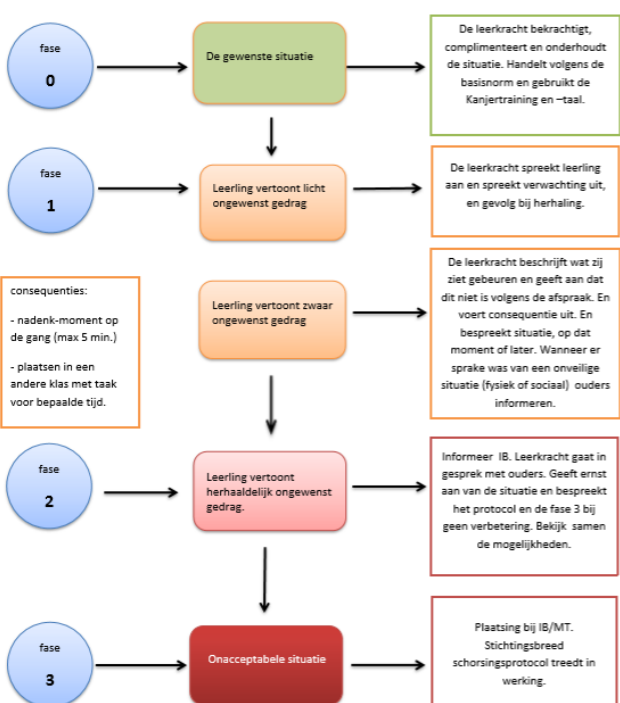 fase
0
De gewenste situatie
De leerkracht bekrachtigt,
complimenteert en onderhoudt
de situatie. Handelt volgens de
basisnorm en gebruikt de
Kanjertraining en –taal.
fase
1
Leerling vertoont licht
ongewenst gedrag
De leerkracht spreekt leerling
aan en spreekt verwachting uit,
en gevolg bij herhaling.
consequenties:
- nadenk-moment op
de gang (max 5 min.)
- plaatsen in een
andere klas met taak
voor bepaalde tijd.
Leerling vertoont zwaar
ongewenst gedrag
De leerkracht beschrijft wat zij
ziet gebeuren en geeft aan dat
dit niet is volgens de afspraak. En
voert consequentie uit. En
bespreekt situatie, op dat
moment of later. Wanneer er
sprake was van een onveilige
situatie (fysiek of sociaal) ouders
informeren.
fase
2
Leerling vertoont
herhaaldelijk ongewenst
gedrag.
Informeer IB. Leerkracht gaat in
gesprek met ouders. Geeft ernst
aan van de situatie en bespreekt
het protocol en de fase 3 bij
geen verbetering. Bekijk samen
de mogelijkheden.
fase
3
Onacceptabele situatie
Plaatsing bij IB/MT.
Stichtingsbreed
schorsingsprotocol treedt in
werking.